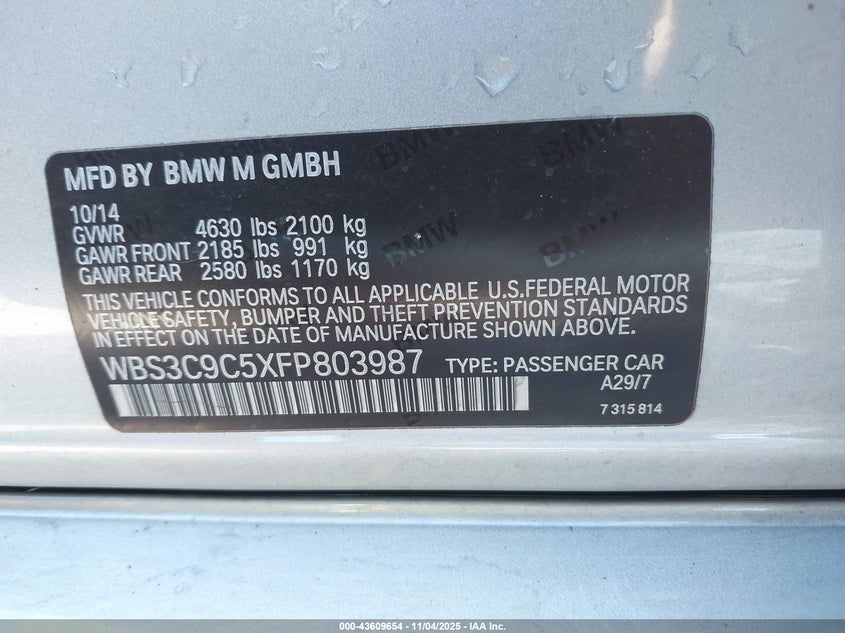 MFD BY BMW M GMBH
10/14
GVWR 4630 lbs 2100 kg
GAWR FRONT 2185 lbs 991 kg
GAWR REAR 2580 lbs 1170 kg
THIS VEHICLE CONFORMS TO ALL APPLICABLE U.S.FEDERAL MOTOR
VEHICLE SAFETY, BUMPER AND THEFT PREVENTION STANDARDS
IN EFFECT ON THE DATE OF MANUFACTURE SHOWN ABOVE.
WBS3C9C5XFP803987 TYPE: PASSENGER CAR
A29/7
7 315 814
000-43609654 - 11/04/2025 - IAA Inc.